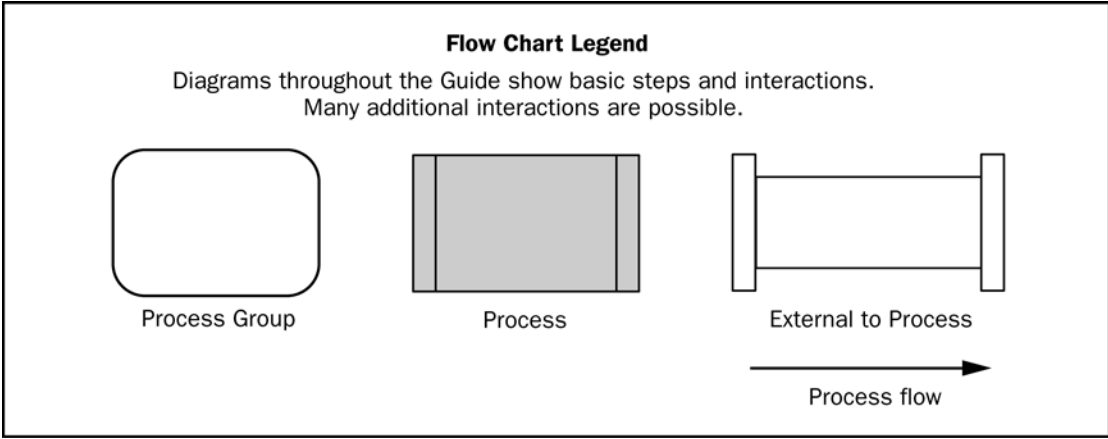 Flow Chart Legend
Diagrams throughout the Guide show basic steps and interactions.
Many additional interactions are possible.
Process Group
Process
External to Process
Process flow